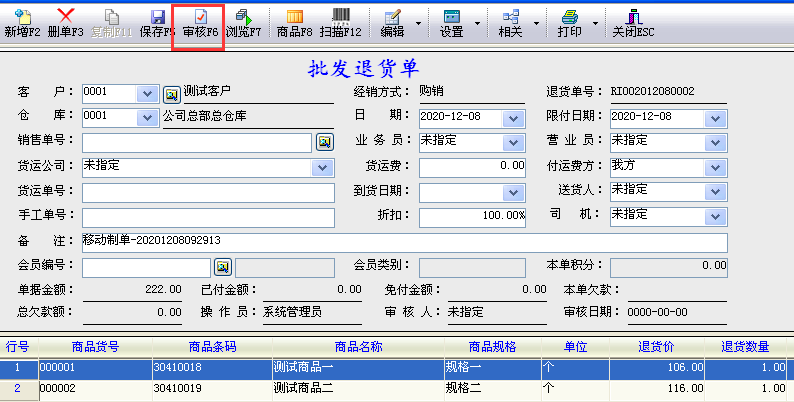 新增F2 删单F3 复制F11 保存F5 审核F6 浏览F7 商品F8 扫描F12 编辑 设置 相关 打印 关闭ESC
批发退货单
客 户： 0001 测试客户 经销方式： 购销 退货单号： RI002012080002
仓 库： 0001 公司总部总仓库 日 期： 2020-12-08 限付日期： 2020-12-08
销售单号： 业 务 员： 未指定 营 业 员： 未指定
货运公司： 未指定 货运费： 0.00 付运费方： 我方
货运单号： 到货日期： 送货人： 未指定
手工单号： 折扣： 100.00% 司 机： 未指定
备 注： 移动制单-20201208092913
会员编号： 会员类别： 本单积分： 0.00
单据金额： 222.00 已付金额： 0.00 免付金额： 0.00 本单欠款：
总欠款额： 0.00 操 作 员： 系统管理员 审 核 人： 未指定 审核日期： 0000-00-00
行号 商品货号 商品条码 商品名称 商品规格 单位 退货价 退货数量
1 000001 30410018 测试商品一 规格一 个 106.00 1.00
2 000002 30410019 测试商品二 规格二 个 116.00 1.00